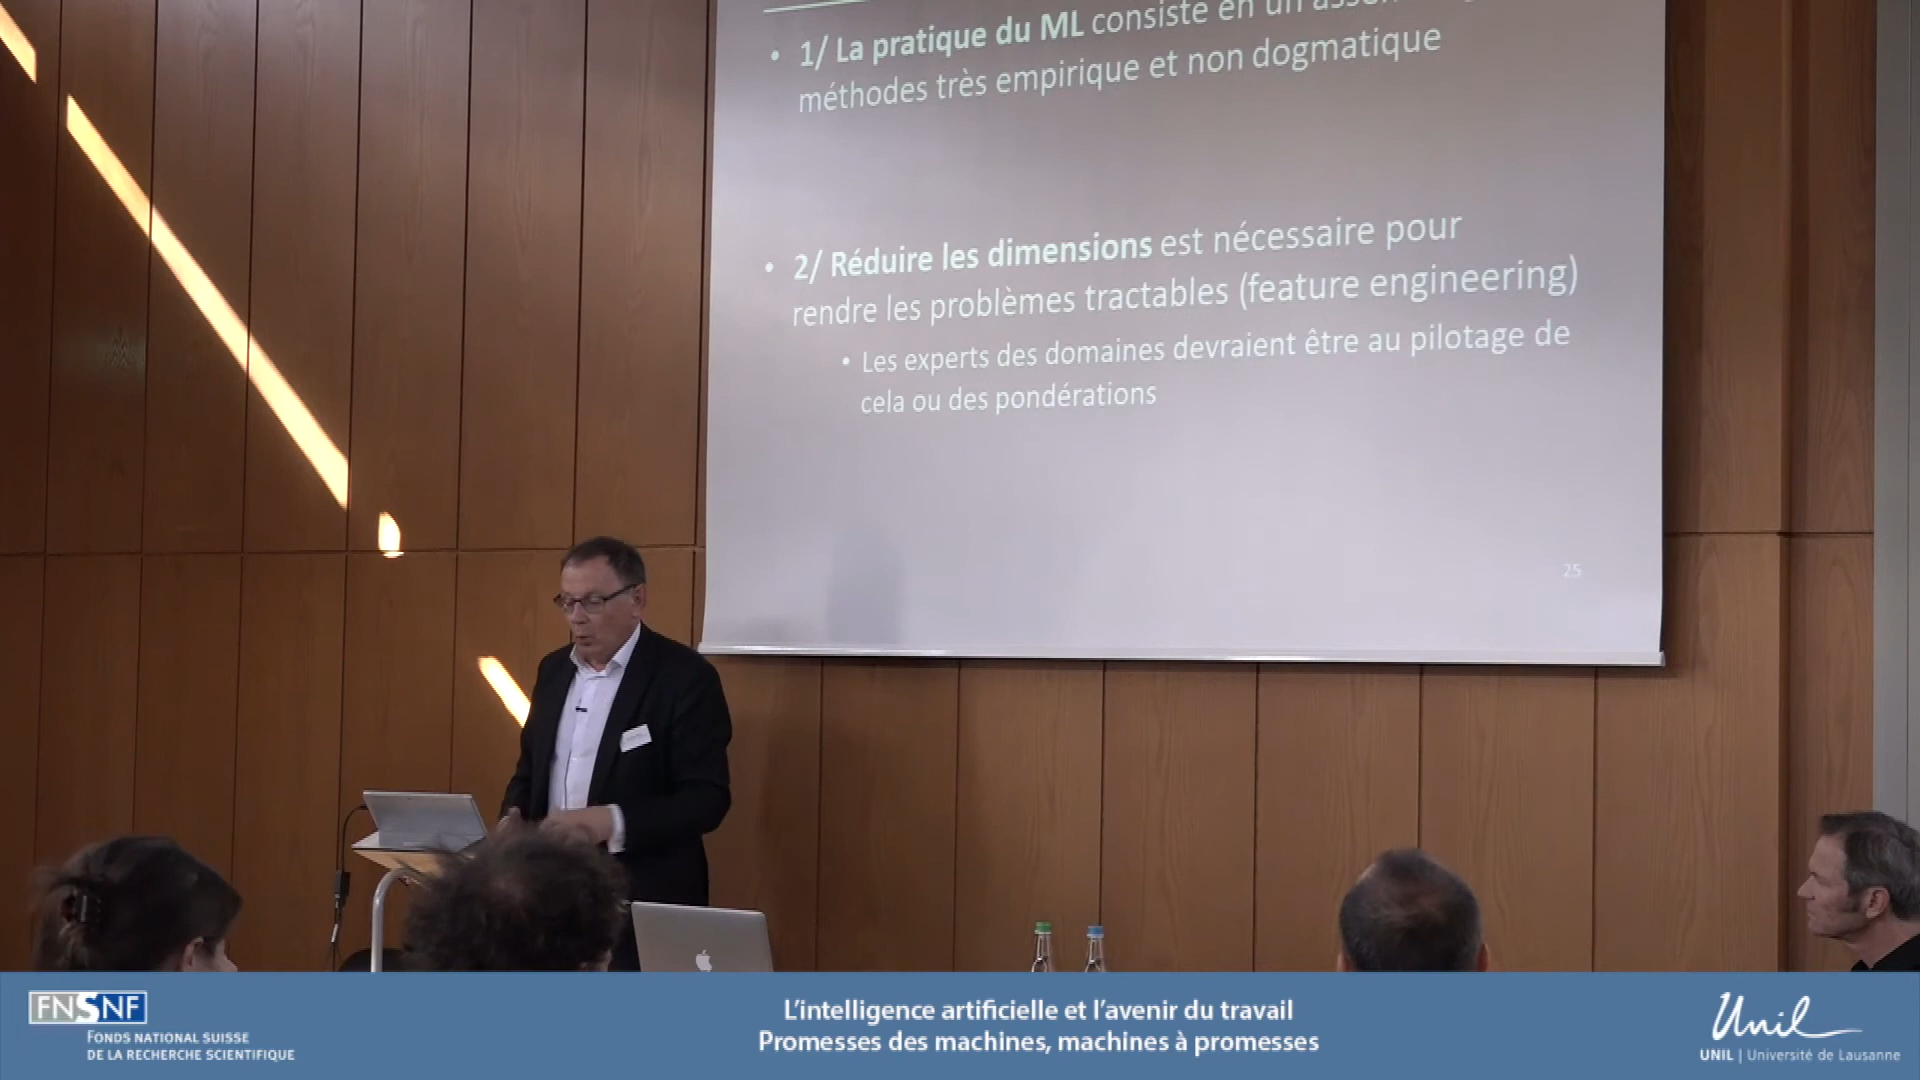 • 1/ La pratique du ML consiste en un
méthodes très empirique et non dogmatique
• 2/ Réduire les dimensions est nécessaire pour
rendre les problèmes tractables (feature engineering)
• Les experts des domaines devraient être au pilotage de
cela ou des pondérations
25
FNSNF
FONDS NATIONAL SUISSE
DE LA RECHERCHE SCIENTIFIQUE
L'intelligence artificielle et l'avenir du travail
Promesses des machines, machines à promesses
Unil
UNIL | Université de Lausanne